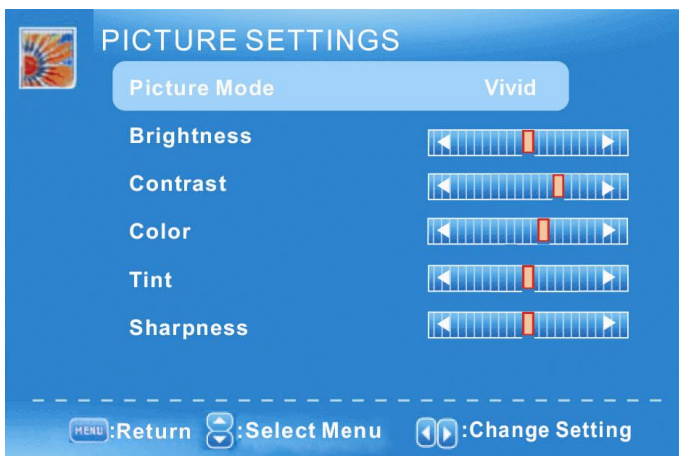 PICTURE SETTINGS
Picture Mode Vivid
Brightness
Contrast
Color
Tint
Sharpness
MENU:Return :Select Menu :Change Setting